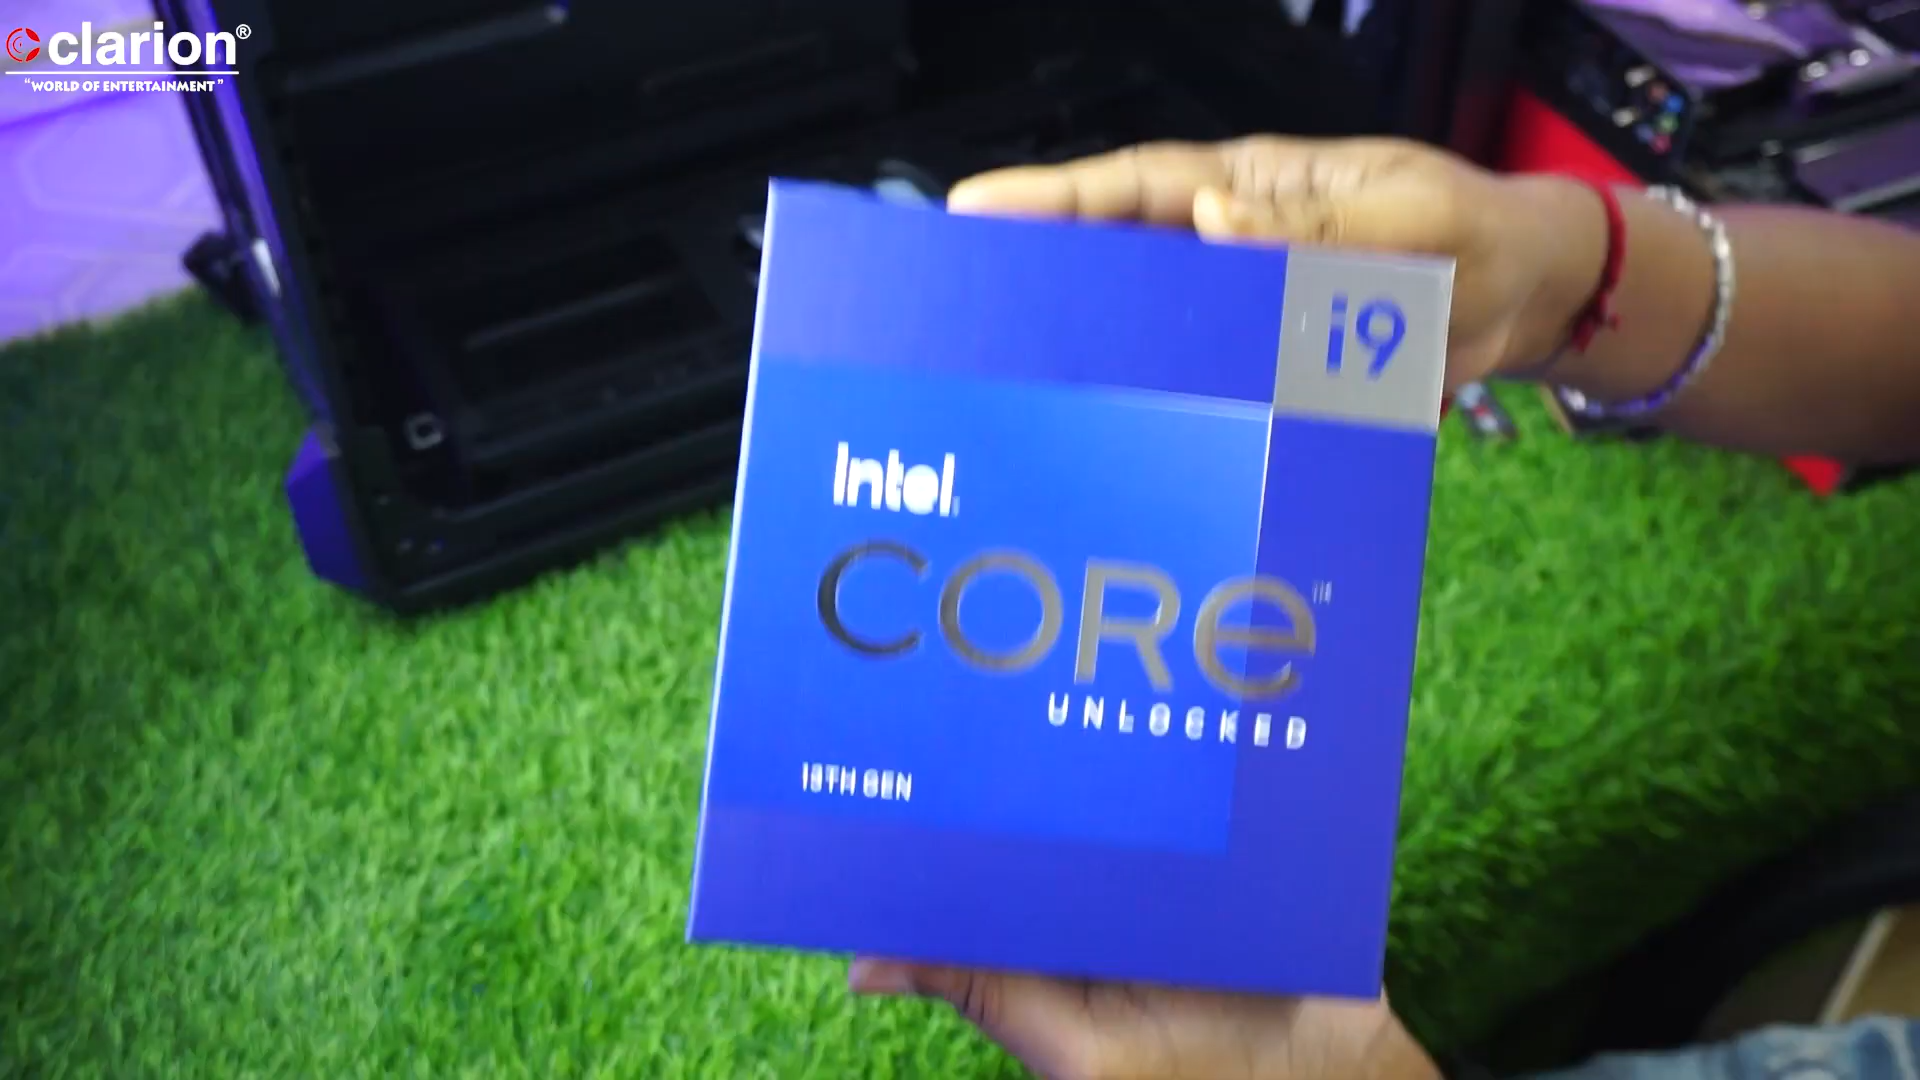 clarion®
"WORLD OF ENTERTAINMENT"
i9
Intel
CORE
UNLOCKED
13TH GEN